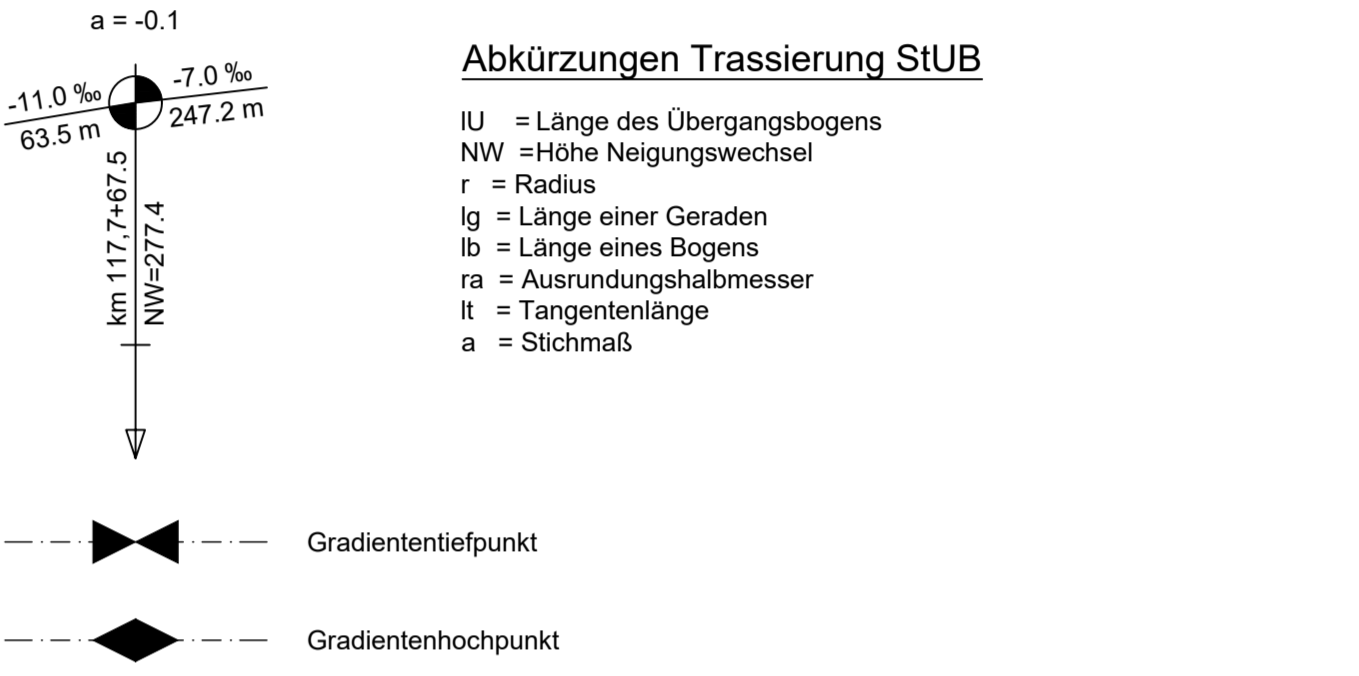 a = -0.1
-11.0 ‰
63.5 m
-7.0 ‰
247.2 m
km 117,7+67.5
NW=277.4
Abkürzungen Trassierung StUB
lU = Länge des Übergangsbogens
NW =Höhe Neigungswechsel
r = Radius
lg = Länge einer Geraden
lb = Länge eines Bogens
ra = Ausrundungshalbmesser
lt = Tangentenlänge
a = Stichmaß
Gradiententiefpunkt
Gradientenhochpunkt